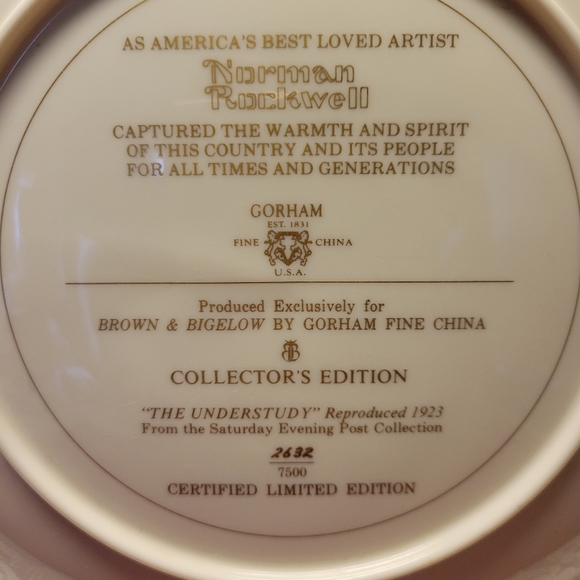 AS AMERICA'S BEST LOVED ARTIST
Norman
Rockwell
CAPTURED THE WARMTH AND SPIRIT
OF THIS COUNTRY AND ITS PEOPLE
FOR ALL TIMES AND GENERATIONS
GORHAM
EST. 1831
FINE CHINA
U.S.A.
Produced Exclusively for
BROWN & BIGELOW BY GORHAM FINE CHINA
COLLECTOR'S EDITION
"THE UNDERSTUDY" Reproduced 1923
From the Saturday Evening Post Collection
2632
7500
CERTIFIED LIMITED EDITION